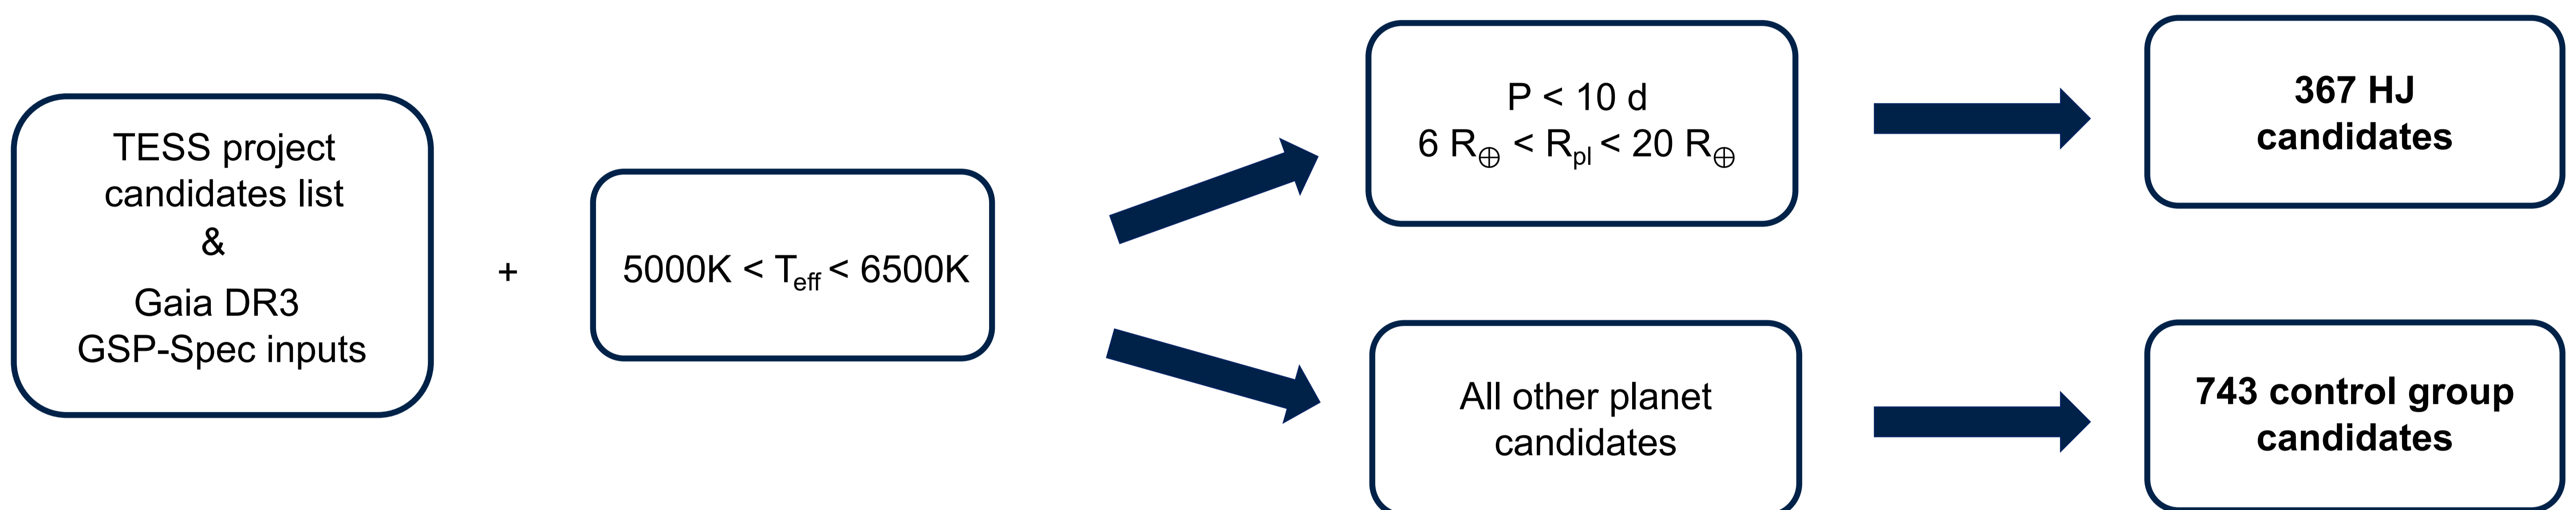 TESS project
candidates list
&
Gaia DR3
GSP-Spec inputs
+
5000K < Teff < 6500K
P < 10 d
6 R⊕ < Rpl < 20 R⊕
367 HJ
candidates
All other planet
candidates
743 control group
candidates